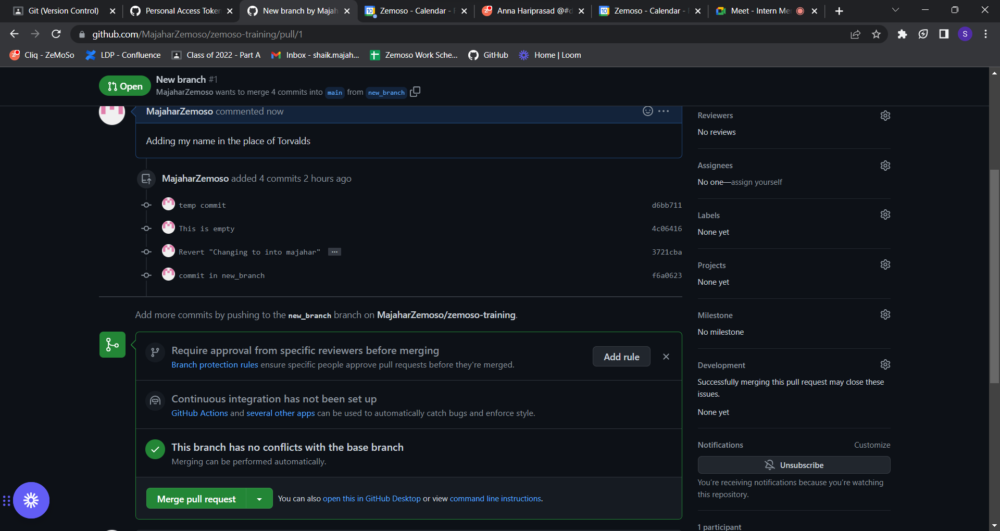 Git (Version Control)
Personal Access Token
New branch by Majah
Zemoso - Calendar -
Anna Hariprasad @#
Zemoso - Calendar -
Meet - Intern Me
github.com/MajaharZemoso/zemoso-training/pull/1
S
Cliq - ZeMoSo
LDP - Confluence
Class of 2022 - Part A
Inbox - shaik.majah...
Zemoso Work Sche...
GitHub
Home | Loom
Open
New branch #1
MajaharZemoso wants to merge 4 commits into main from new_branch
MajaharZemoso commented now
Adding my name in the place of Torvalds
MajaharZemoso added 4 commits 2 hours ago
temp commit d6bb711
This is empty 4c06416
Revert "Changing to into majahar" ... 3721cba
commit in new_branch f6a0623
Add more commits by pushing to the new_branch branch on MajaharZemoso/zemoso-training.
Require approval from specific reviewers before merging
Branch protection rules ensure specific people approve pull requests before they're merged.
Add rule
Continuous integration has not been set up
GitHub Actions and several other apps can be used to automatically catch bugs and enforce style.
This branch has no conflicts with the base branch
Merging can be performed automatically.
Merge pull request
You can also open this in GitHub Desktop or view command line instructions.
Reviewers
No reviews
Assignees
No one—assign yourself
Labels
None yet
Projects
None yet
Milestone
No milestone
Development
Successfully merging this pull request may close these
issues.
None yet
Notifications
Customize
Unsubscribe
You're receiving notifications because you're watching
this repository.
1 participant